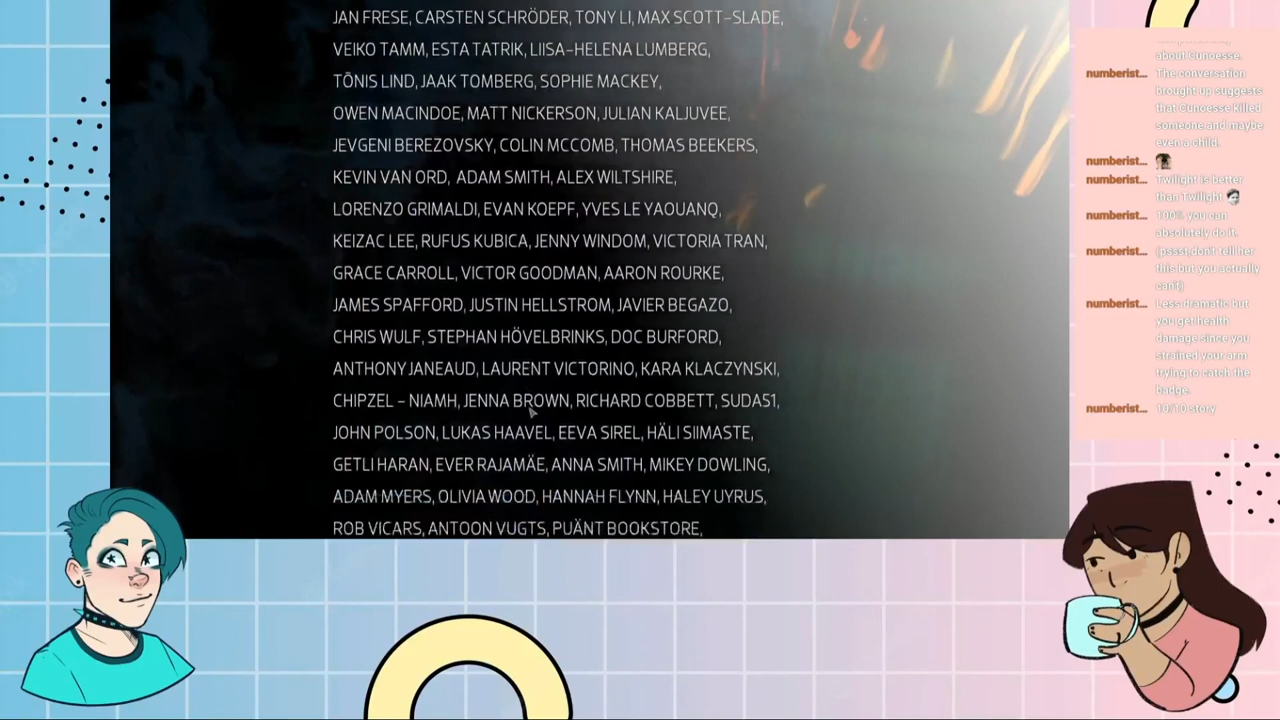 JAN FRESE, CARSTEN SCHRÖDER, TONY LI, MAX SCOTT-SLADE,
VEIKO TAMM, ESTA TATRIK, LIISA-HELENA LUMBERG,
TÕNIS LIND, JAAK TOMBERG, SOPHIE MACKEY,
OWEN MACINDOE, MATT NICKERSON, JULIAN KALJUVEE,
JEVGENI BEREZOVSKY, COLIN MCCOMB, THOMAS BEEKERS,
KEVIN VAN ORD, ADAM SMITH, ALEX WILTSHIRE,
LORENZO GRIMALDI, EVAN KOEPF, YVES LE YAOUANQ,
KEIZAC LEE, RUFUS KUBICA, JENNY WINDOM, VICTORIA TRAN,
GRACE CARROLL, VICTOR GOODMAN, AARON ROURKE,
JAMES SPAFFORD, JUSTIN HELLSTROM, JAVIER BEGAZO,
CHRIS WULF, STEPHAN HÖVELBRINKS, DOC BURFORD,
ANTHONY JANEAUD, LAURENT VICTORINO, KARA KLACZYNSKI,
CHIPZEL - NIAMH, JENNA BROWN, RICHARD COBBETT, SUDA51,
JOHN POLSON, LUKAS HAAVEL, EEVA SIREL, HÄLI SIIMASTE,
GETLI HARAN, EVER RAJAMÄE, ANNA SMITH, MIKEY DOWLING,
ADAM MYERS, OLIVIA WOOD, HANNAH FLYNN, HALEY UYRUS,
ROB VICARS, ANTOON VUGTS, PUÄNT BOOKSTORE,
about Cunoesse.
numberist... The conversation
brought up suggests
that Cunoesse killed
someone and maybe
even a child.
numberist...
numberist... Twilight is better
than Twilight
numberist... 100% you can
absolutely do it.
numberist... (pssst don't tell her
this but you actually
can't)
numberist... Less dramatic but
you get health
damage since you
strained your arm
trying to catch the
badge.
numberist... 10/10 story